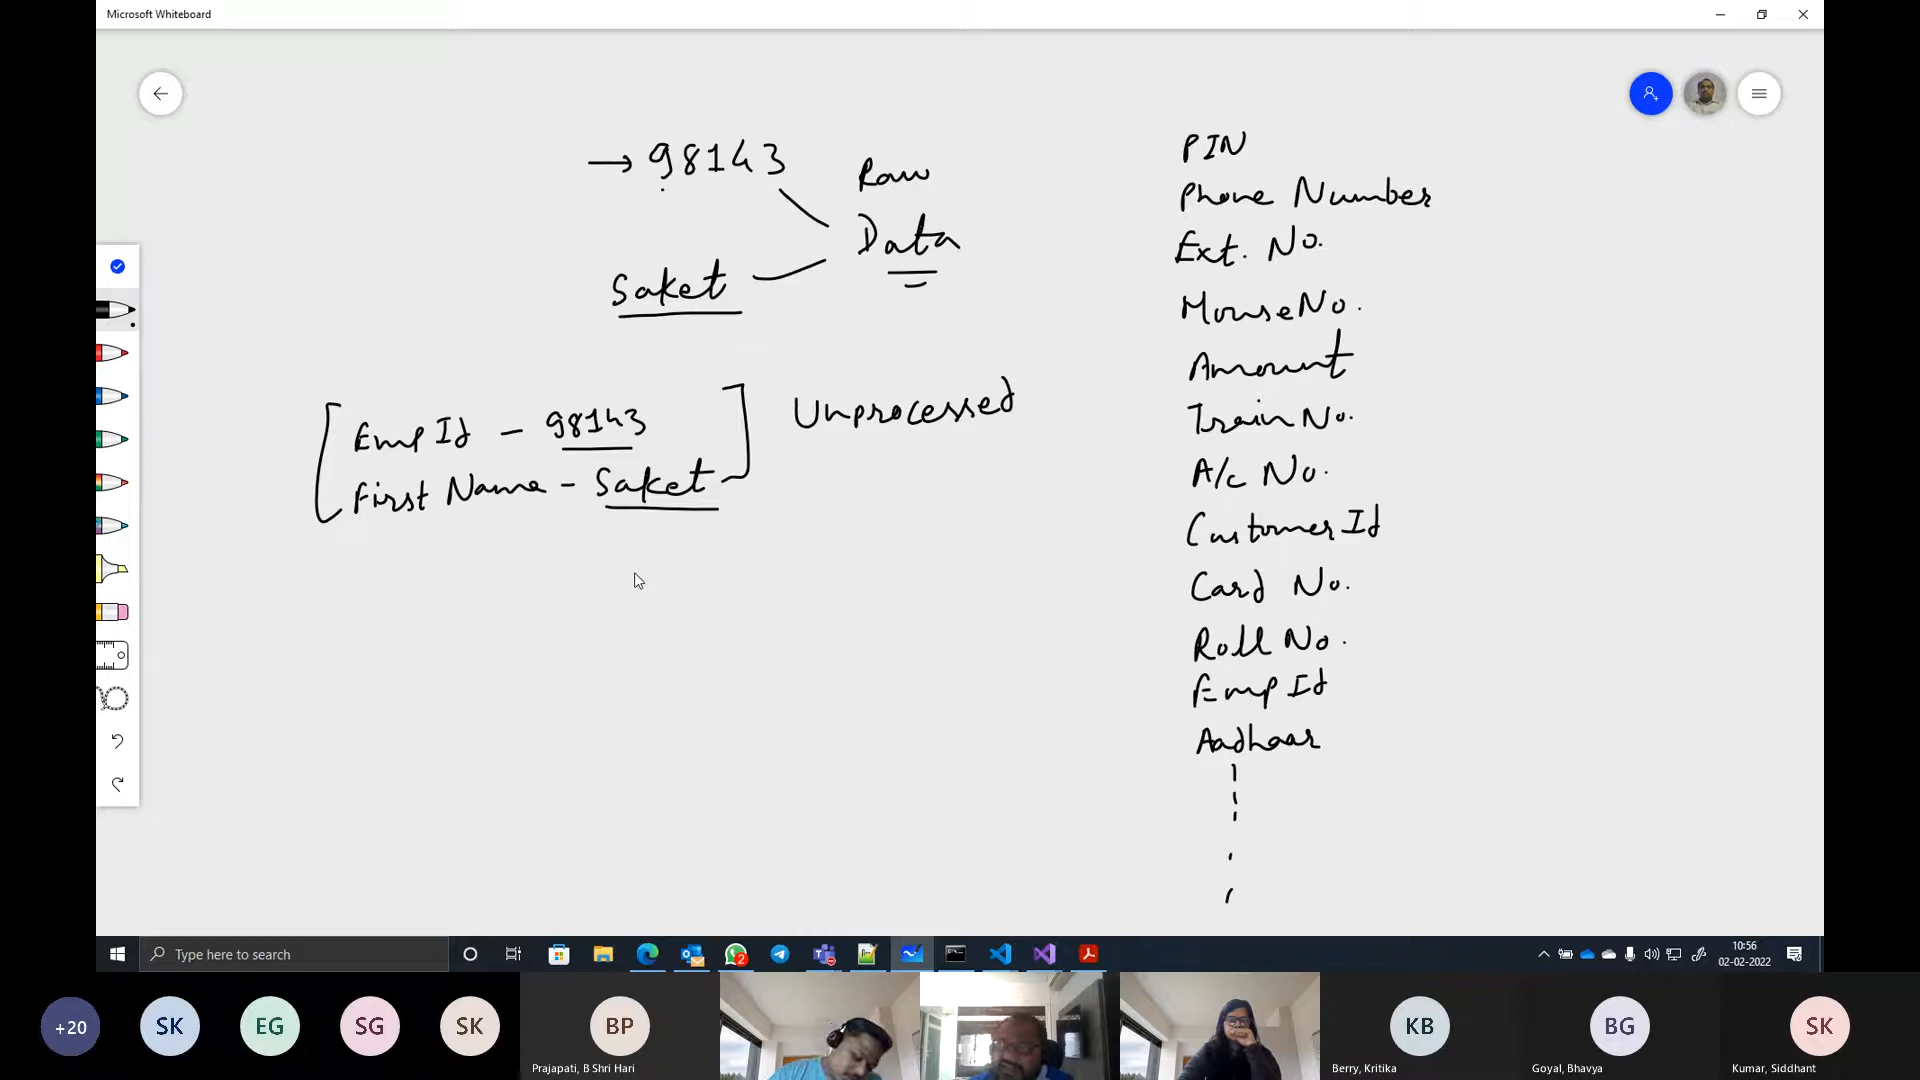 Microsoft Whiteboard
→ 98143
Raw
Data
Saket
Emp Id - 98143
First Name - Saket
Unprocessed
PIN
Phone Number
Ext. No.
Mouse No.
Amount
Train No.
A/c No.
Customer Id
Card No.
Roll No.
Emp Id
Aadhaar
Type here to search
2
10:56
02-02-2022
+20
SK
EG
SG
SK
BP
Prajapati, B Shri Hari
KB
Berry, Kritika
BG
Goyal, Bhavya
SK
Kumar, Siddhant